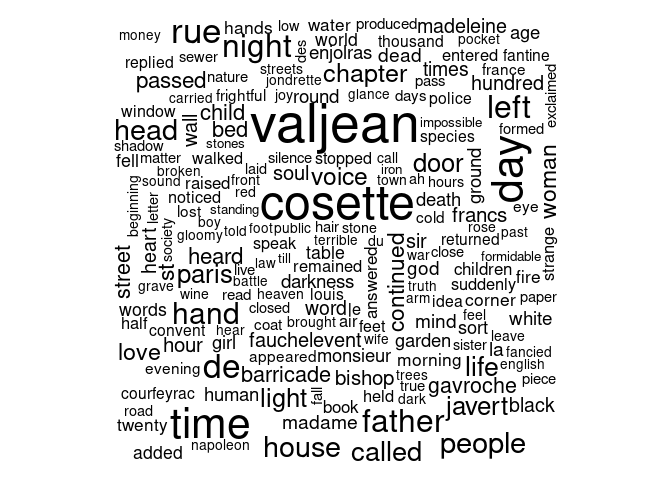 money rue hands low water produced madeleine
night des world thousand pocket age
replied sewer enjolras dead entered fantine
passed nature streets jondrette chapter times france hundred exclaimed
carried frightful joy round glance days pass police
window child wall valjean impossible left formed
head bed species day
shadow stones
fell matter walked silence stopped call door ground woman
broken laid soul voice iron
sound raised front town ah hours
beginning letter noticed red cosette death
lost standing cold francs eye
boy foot public hair stone rose past
gloomy told society speak terrible du sir returned strange
street heart st heard table war close formidable
paris live law till remained answered continued god children
grave battle darkness truth suddenly fire
wine read heaven louis arm idea corner paper
words hand closed word le
half coat brought air feet mind feel sort white
convent hear fauchelevent wife garden leave
love hour girl monsieur sister la fancied
evening de appeared morning life english
barricade bishop trees piece
courfeyrac human light fall held true dark gavroche
road book javert black
twenty time madame father
added napoleon house called people